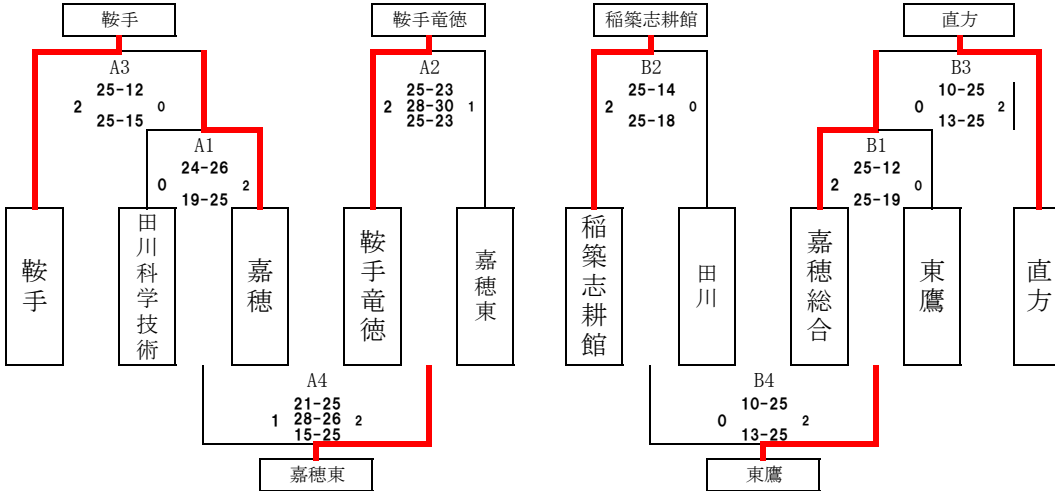 鞍手
鞍手竜徳
稲築志耕館
直方
A3
25-12
2 0
25-15
A2
25-23
2 28-30 1
25-23
B2
25-14
2 0
25-18
B3
10-25
0 2
13-25
A1
24-26
0 2
19-25
B1
25-12
2 0
25-19
鞍手
田川科学技術
嘉穂
鞍手竜徳
嘉穂東
稲築志耕館
田川
嘉穂総合
東鷹
直方
A4
21-25
1 28-26 2
15-25
B4
10-25
0 2
13-25
嘉穂東
東鷹